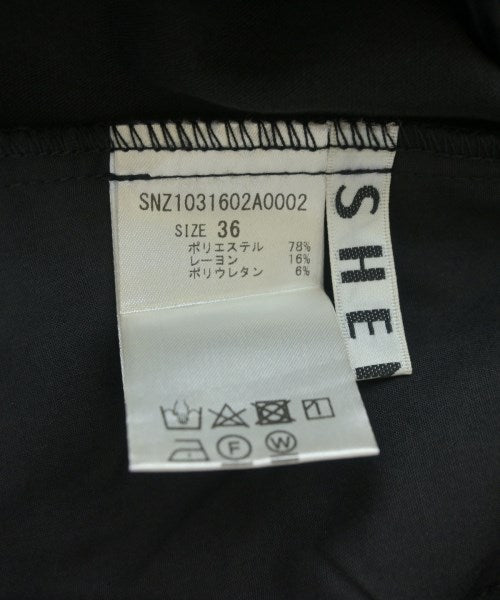 SNZ1031602A0002
SIZE 36
ポリエステル 78%
レーヨン 16%
ポリウレタン 6%
SHE
F W